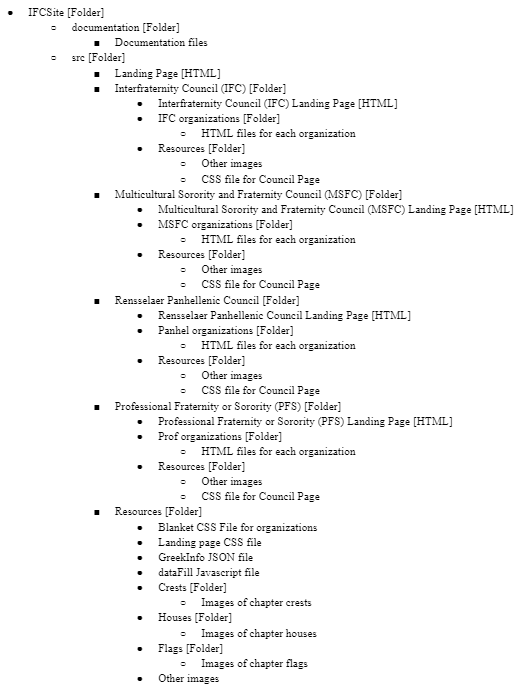 IFCSite [Folder]
documentation [Folder]
Documentation files
src [Folder]
Landing Page [HTML]
Interfraternity Council (IFC) [Folder]
Interfraternity Council (IFC) Landing Page [HTML]
IFC organizations [Folder]
HTML files for each organization
Resources [Folder]
Other images
CSS file for Council Page
Multicultural Sorority and Fraternity Council (MSFC) [Folder]
Multicultural Sorority and Fraternity Council (MSFC) Landing Page [HTML]
MSFC organizations [Folder]
HTML files for each organization
Resources [Folder]
Other images
CSS file for Council Page
Rensselaer Panhellenic Council [Folder]
Rensselaer Panhellenic Council Landing Page [HTML]
Panhel organizations [Folder]
HTML files for each organization
Resources [Folder]
Other images
CSS file for Council Page
Professional Fraternity or Sorority (PFS) [Folder]
Professional Fraternity or Sorority (PFS) Landing Page [HTML]
Prof organizations [Folder]
HTML files for each organization
Resources [Folder]
Other images
CSS file for Council Page
Resources [Folder]
Blanket CSS File for organizations
Landing page CSS file
GreekInfo JSON file
dataFill Javascript file
Crests [Folder]
Images of chapter crests
Houses [Folder]
Images of chapter houses
Flags [Folder]
Images of chapter flags
Other images